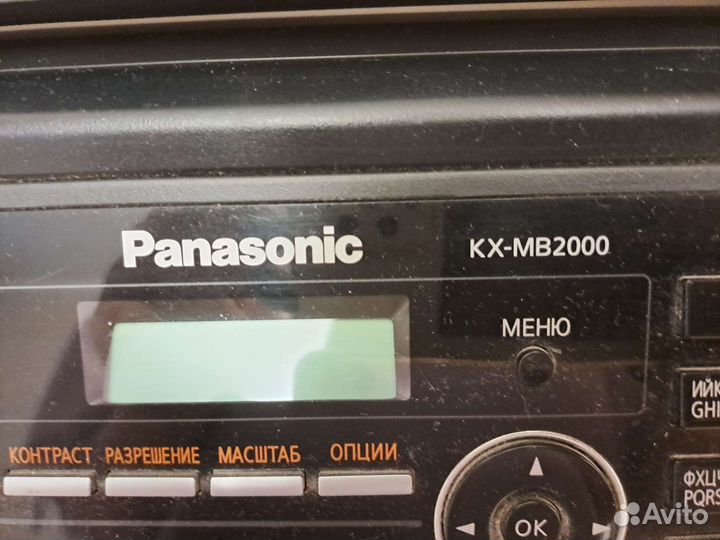 Panasonic KX-MB2000
МЕНЮ
КОНТРАСТ РАЗРЕШЕНИЕ МАСШТАБ ОПЦИИ
OK
Avito